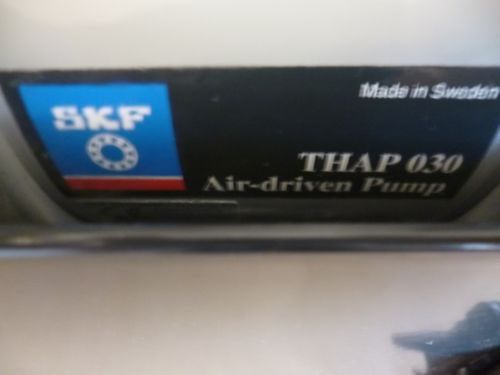 Made in Sweden
SKF
THAP 030
Air-driven Pump